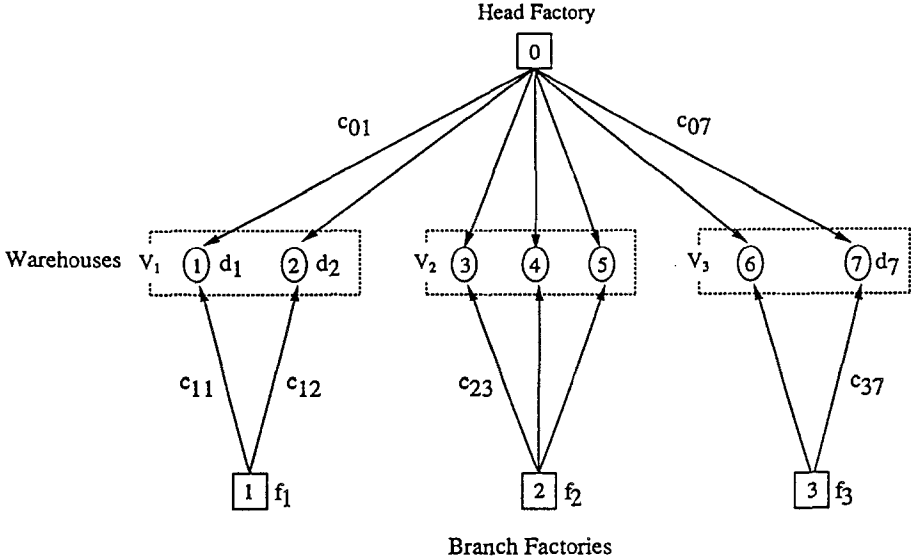 Head Factory
0
c01 c07
Warehouses V1 1 d1 2 d2 V2 3 4 5 V3 6 7 d7
c11 c12 c23 c37
1 f1 2 f2 3 f3
Branch Factories